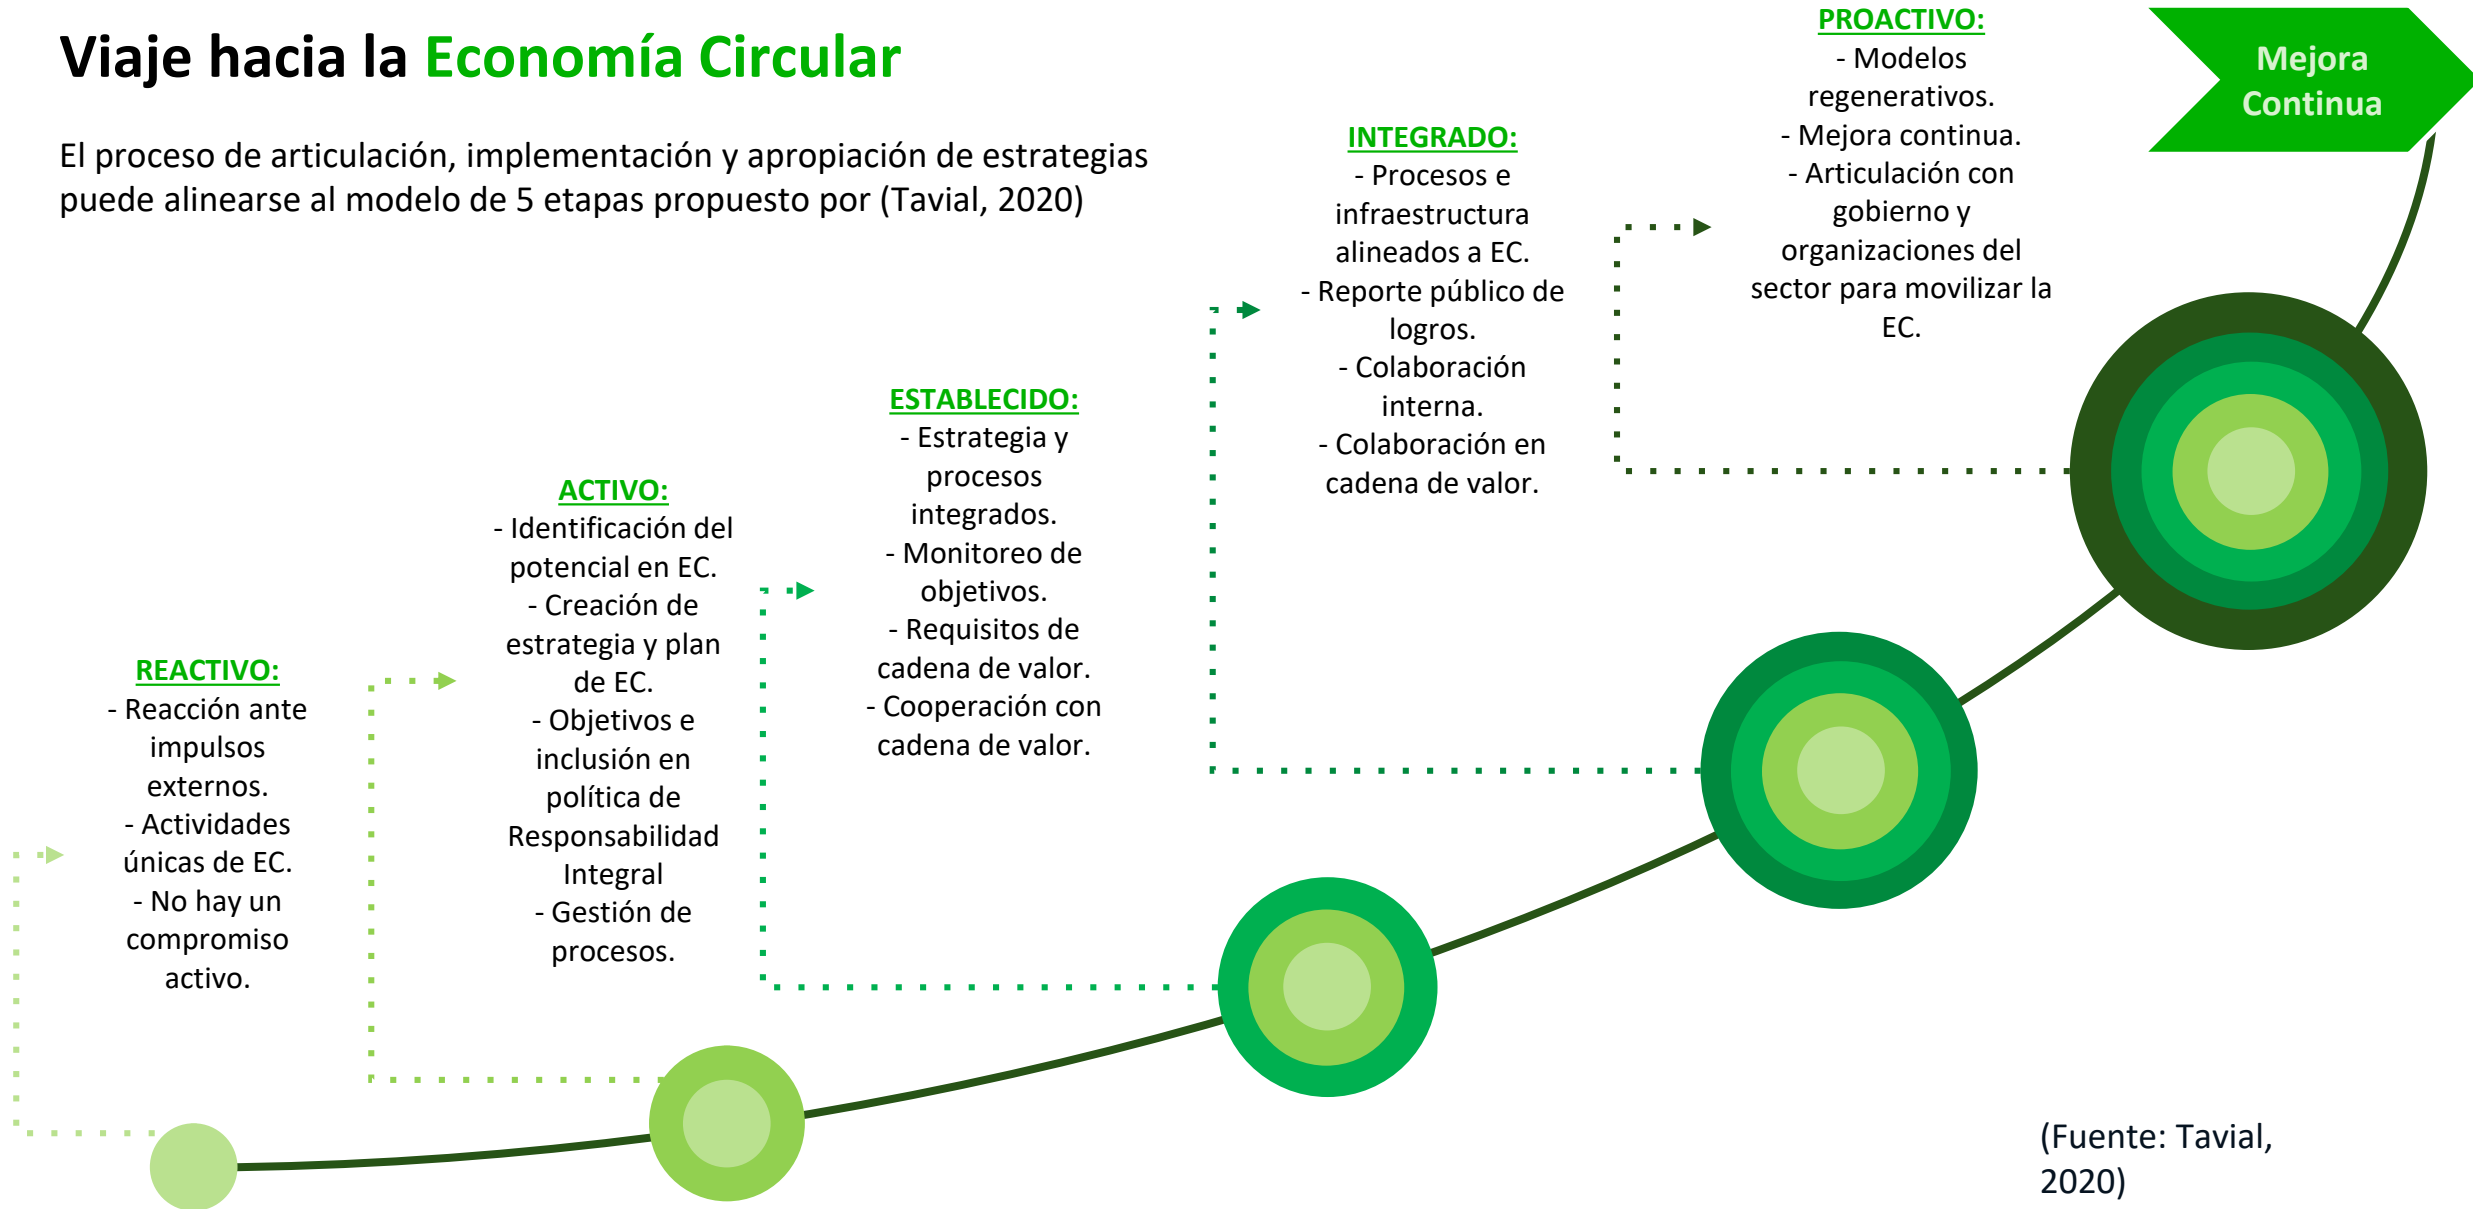 Viaje hacia la Economía Circular
El proceso de articulación, implementación y apropiación de estrategias
puede alinearse al modelo de 5 etapas propuesto por (Tavial, 2020)
REACTIVO:
- Reacción ante
impulsos
externos.
- Actividades
únicas de EC.
- No hay un
compromiso
activo.
ACTIVO:
- Identificación del
potencial en EC.
- Creación de
estrategia y plan
de EC.
- Objetivos e
inclusión en
política de
Responsabilidad
Integral
- Gestión de
procesos.
ESTABLECIDO:
- Estrategia y
procesos
integrados.
- Monitoreo de
objetivos.
- Requisitos de
cadena de valor.
- Cooperación con
cadena de valor.
INTEGRADO:
- Procesos e
infraestructura
alineados a EC.
- Reporte público de
logros.
- Colaboración
interna.
- Colaboración en
cadena de valor.
PROACTIVO:
- Modelos
regenerativos.
- Mejora continua.
- Articulación con
gobierno y
organizaciones del
sector para movilizar la
EC.
Mejora
Continua
(Fuente: Tavial,
2020)